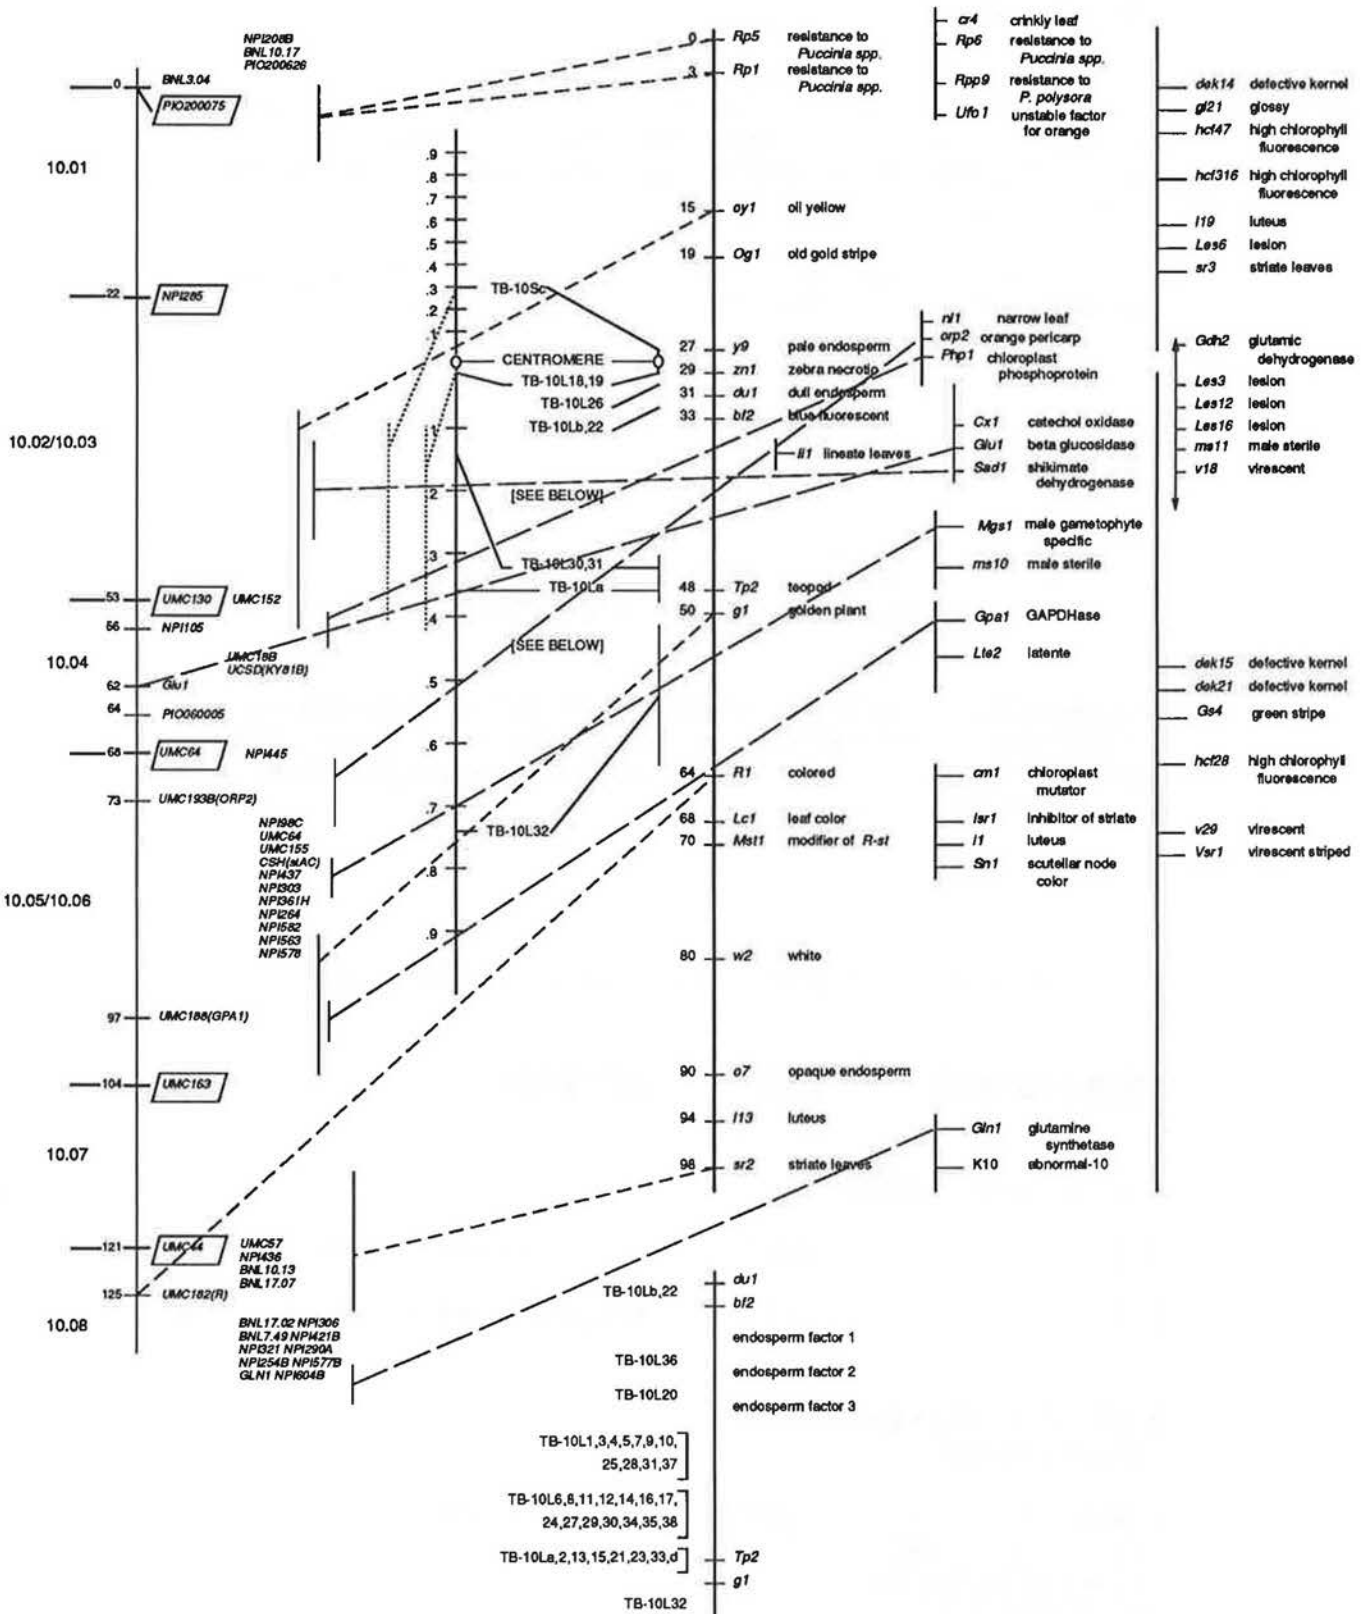 NPI208B
BNL10.17
PIO200626
0 BNL3.04
PIO200075
10.01
22 NPI285
10.02/10.03
53 UMC130 UMC152
56 NPI105
10.04
UMC18B
UCSD(KY81B)
62 Glu1
64 PIO060005
68 UMC64 NPI445
73 UMC193B(ORP2)
NPI98C
UMC64
UMC155
CSH(siAC)
NPI437
NPI303
NPI361H
NPI264
NPI582
NPI563
NPI578
10.05/10.06
97 UMC188(GPA1)
104 UMC163
10.07
121 UMC44
UMC57
NPI436
BNL10.13
BNL17.07
125 UMC182(R)
10.08
BNL17.02 NPI306
BNL7.49 NPI421B
NPI321 NPI290A
NPI254B NPI577B
GLN1 NPI604B
.9
.8
.7
.6
.5
.4
.3
.2
.1
TB-10Sc
CENTROMERE
TB-10L18,19
TB-10L26
TB-10Lb,22
.1
.2
[SEE BELOW]
.3
TB-10L30,31
TB-10La
.4
[SEE BELOW]
.5
.6
.7
TB-10L32
.8
.9
0 Rp5 resistance to
Puccinia spp.
3 Rp1 resistance to
Puccinia spp.
15 oy1 oil yellow
19 Og1 old gold stripe
27 y9 pale endosperm
29 zn1 zebra necrotic
31 du1 dull endosperm
33 bf2 blue fluorescent
li1 lineate leaves
48 Tp2 teopod
50 g1 golden plant
64 R1 colored
68 Lc1 leaf color
70 Mst1 modifier of R-st
80 w2 white
90 o7 opaque endosperm
94 l13 luteus
98 sr2 striate leaves
TB-10Lb,22
du1
bf2
endosperm factor 1
TB-10L36
endosperm factor 2
TB-10L20
endosperm factor 3
TB-10L1,3,4,5,7,9,10,
25,28,31,37
TB-10L6,8,11,12,14,16,17,
24,27,29,30,34,35,38
TB-10La,2,13,15,21,23,33,d
Tp2
g1
TB-10L32
cr4 crinkly leaf
Rp6 resistance to
Puccinia spp.
Rpp9 resistance to
P. polysora
Ufo1 unstable factor
for orange
nl1 narrow leaf
orp2 orange pericarp
Php1 chloroplast
phosphoprotein
Cx1 catechol oxidase
Glu1 beta glucosidase
Sad1 shikimate
dehydrogenase
Mgs1 male gametophyte
specific
ms10 male sterile
Gpa1 GAPDHase
Lte2 latente
cm1 chloroplast
mutator
Isr1 inhibitor of striate
l1 luteus
Sn1 scutellar node
color
Gln1 glutamine
synthetase
K10 abnormal-10
dek14 defective kernel
gl21 glossy
hcf47 high chlorophyll
fluorescence
hcf316 high chlorophyll
fluorescence
l19 luteus
Les6 lesion
sr3 striate leaves
Gdh2 glutamic
dehydrogenase
Les3 lesion
Les12 lesion
Les16 lesion
ms11 male sterile
v18 virescent
dek15 defective kernel
dek21 defective kernel
Gs4 green stripe
hcf28 high chlorophyll
fluorescence
v29 virescent
Vsr1 virescent striped